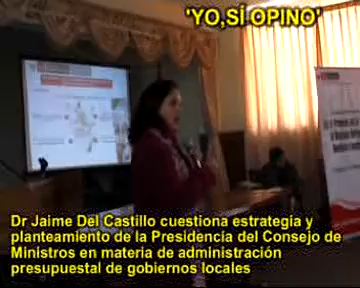 'YO,SÍ OPINO'
Dr Jaime Del Castillo cuestiona estrategia y
planteamiento de la Presidencia del Consejo de
Ministros en materia de administración
presupuestal de gobiernos locales